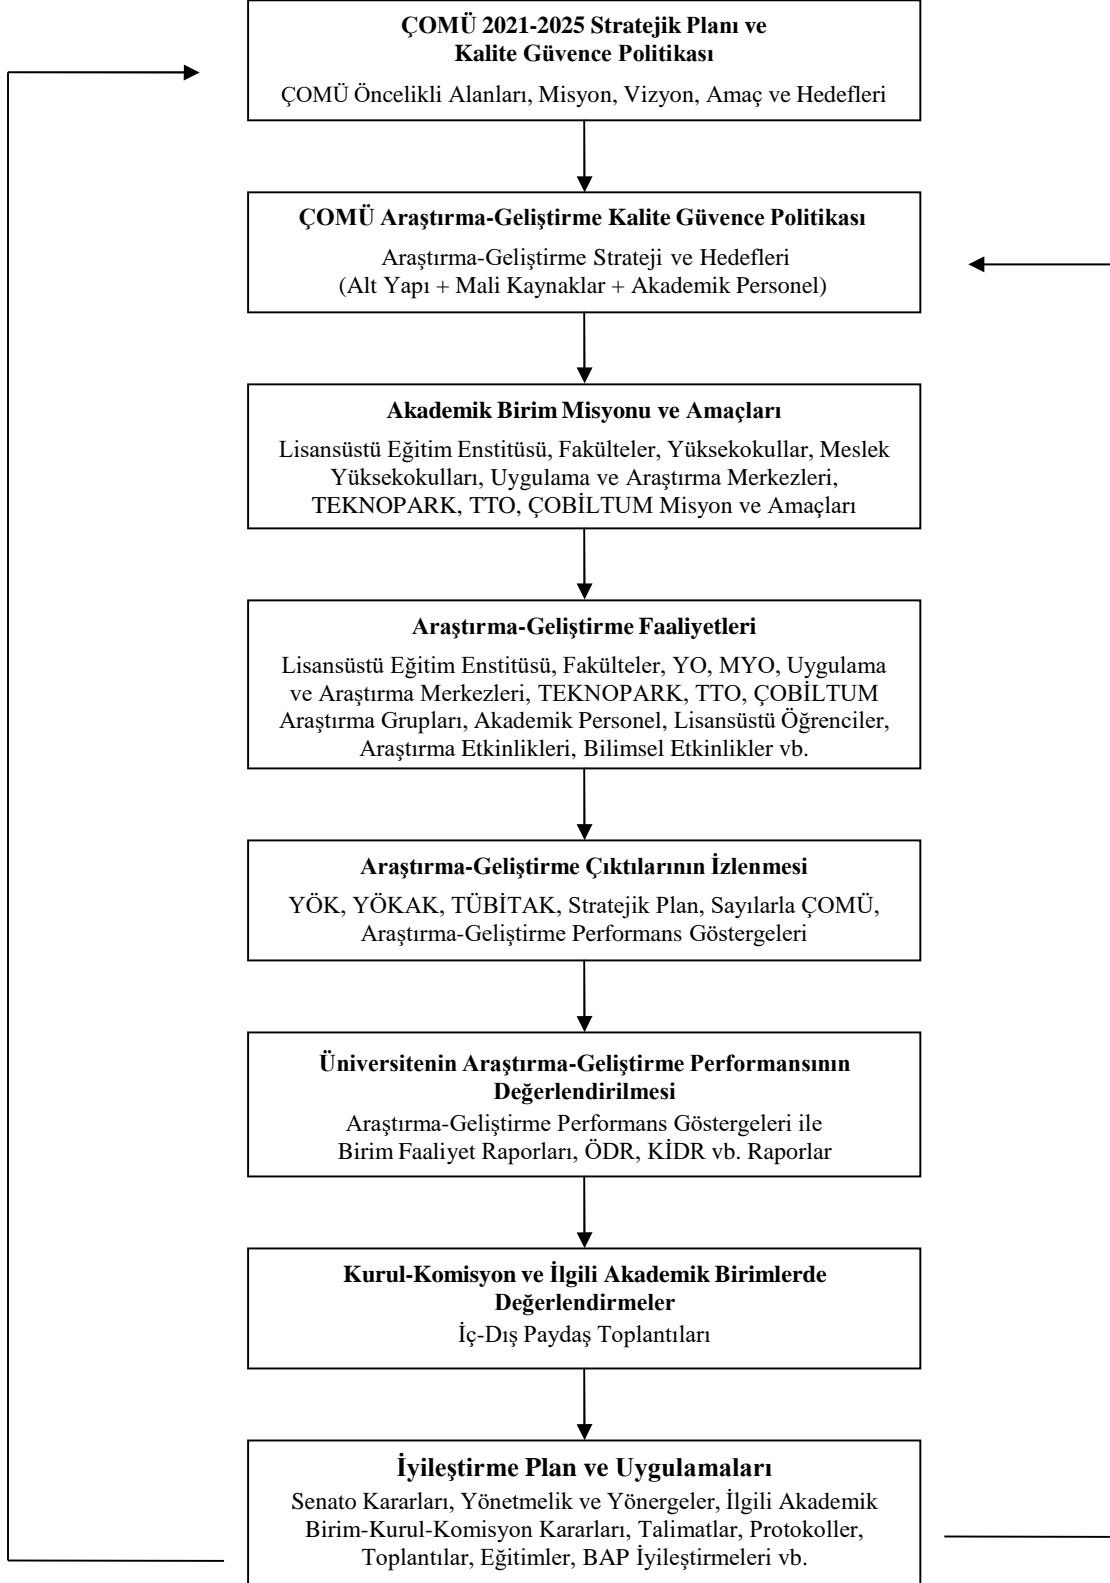 ÇOMÜ 2021-2025 Stratejik Planı ve
Kalite Güvence Politikası
ÇOMÜ Öncelikli Alanları, Misyon, Vizyon, Amaç ve Hedefleri
ÇOMÜ Araştırma-Geliştirme Kalite Güvence Politikası
Araştırma-Geliştirme Strateji ve Hedefleri
(Alt Yapı + Mali Kaynaklar + Akademik Personel)
Akademik Birim Misyonu ve Amaçları
Lisansüstü Eğitim Enstitüsü, Fakülteler, Yüksekokullar, Meslek
Yüksekokulları, Uygulama ve Araştırma Merkezleri,
TEKNOPARK, TTO, ÇOBİLTUM Misyon ve Amaçları
Araştırma-Geliştirme Faaliyetleri
Lisansüstü Eğitim Enstitüsü, Fakülteler, YO, MYO, Uygulama
ve Araştırma Merkezleri, TEKNOPARK, TTO, ÇOBİLTUM
Araştırma Grupları, Akademik Personel, Lisansüstü Öğrenciler,
Araştırma Etkinlikleri, Bilimsel Etkinlikler vb.
Araştırma-Geliştirme Çıktılarının İzlenmesi
YÖK, YÖKAK, TÜBİTAK, Stratejik Plan, Sayılarla ÇOMÜ,
Araştırma-Geliştirme Performans Göstergeleri
Üniversitenin Araştırma-Geliştirme Performansının
Değerlendirilmesi
Araştırma-Geliştirme Performans Göstergeleri ile
Birim Faaliyet Raporları, ÖDR, KİDR vb. Raporlar
Kurul-Komisyon ve İlgili Akademik Birimlerde
Değerlendirmeler
İç-Dış Paydaş Toplantıları
İyileştirme Plan ve Uygulamaları
Senato Kararları, Yönetmelik ve Yönergeler, İlgili Akademik
Birim-Kurul-Komisyon Kararları, Talimatlar, Protokoller,
Toplantılar, Eğitimler, BAP İyileştirmeleri vb.